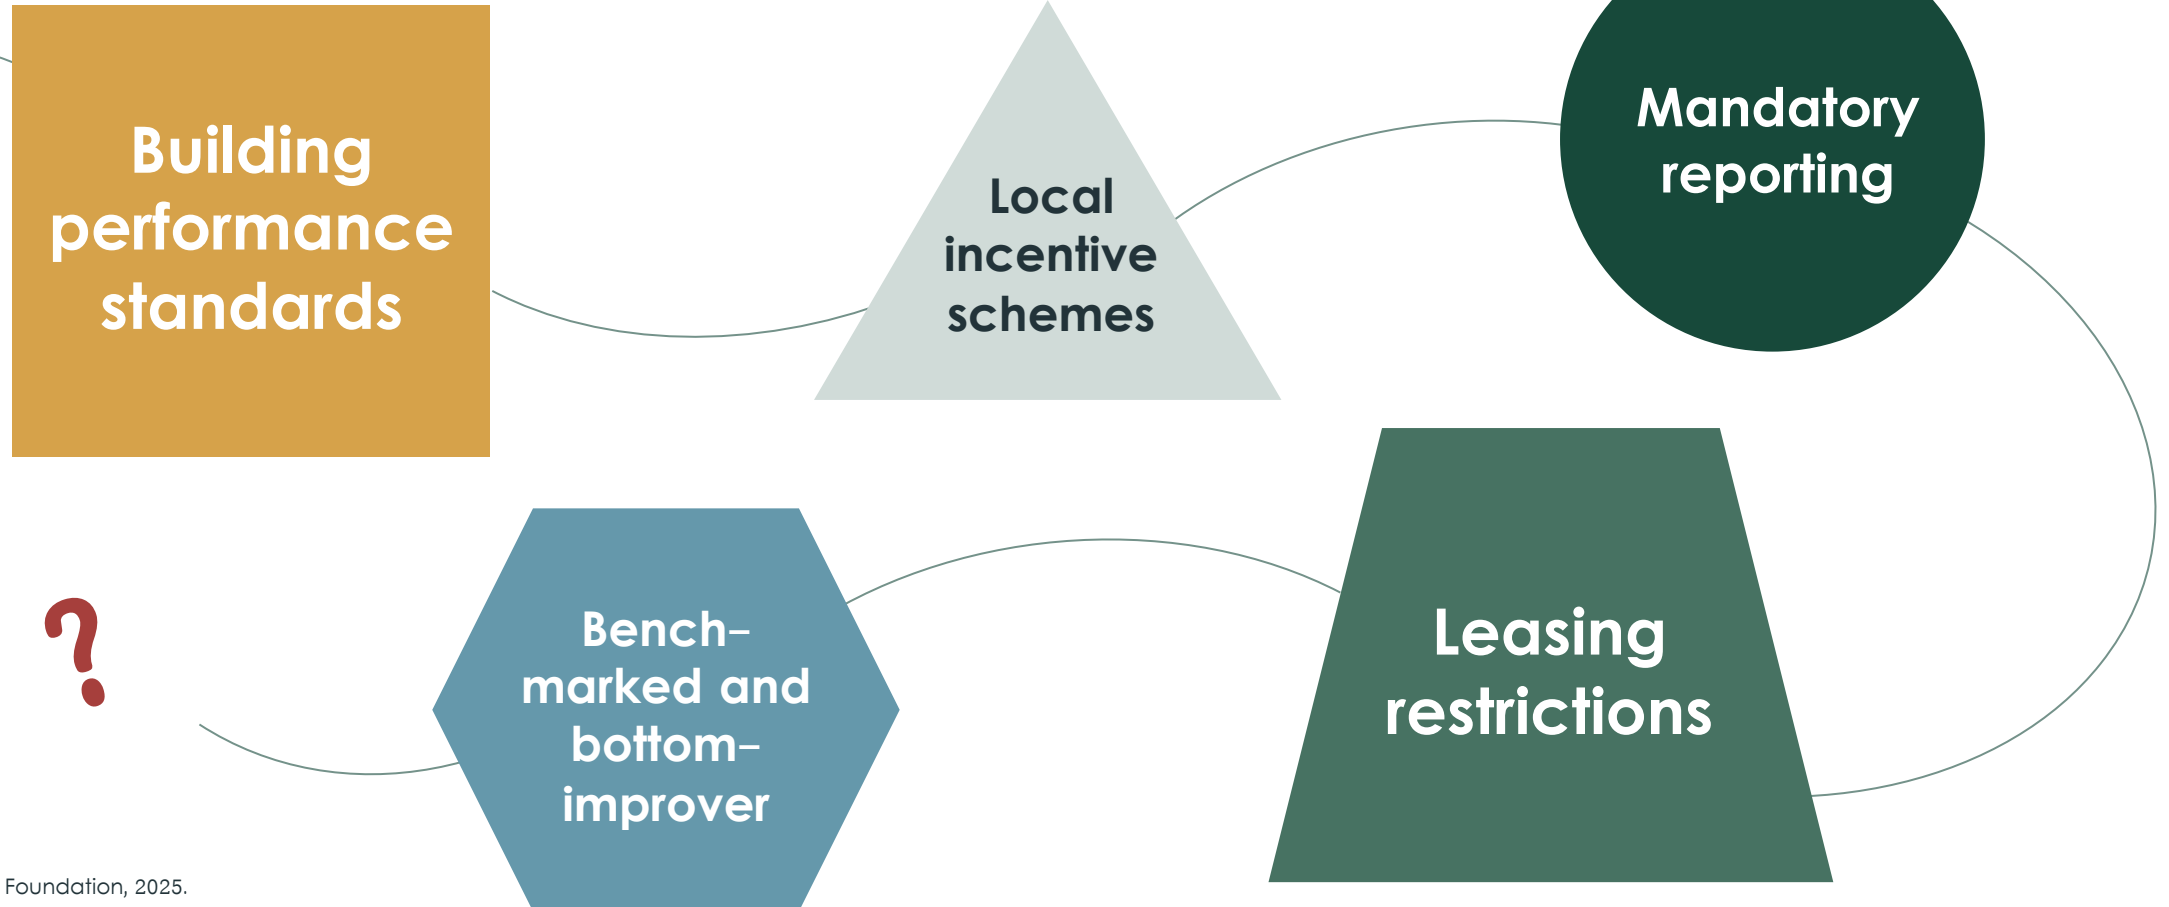 Building
performance
standards
Local
incentive
schemes
Mandatory
reporting
Leasing
restrictions
Bench–
marked and
bottom–
improver
?
Foundation, 2025.